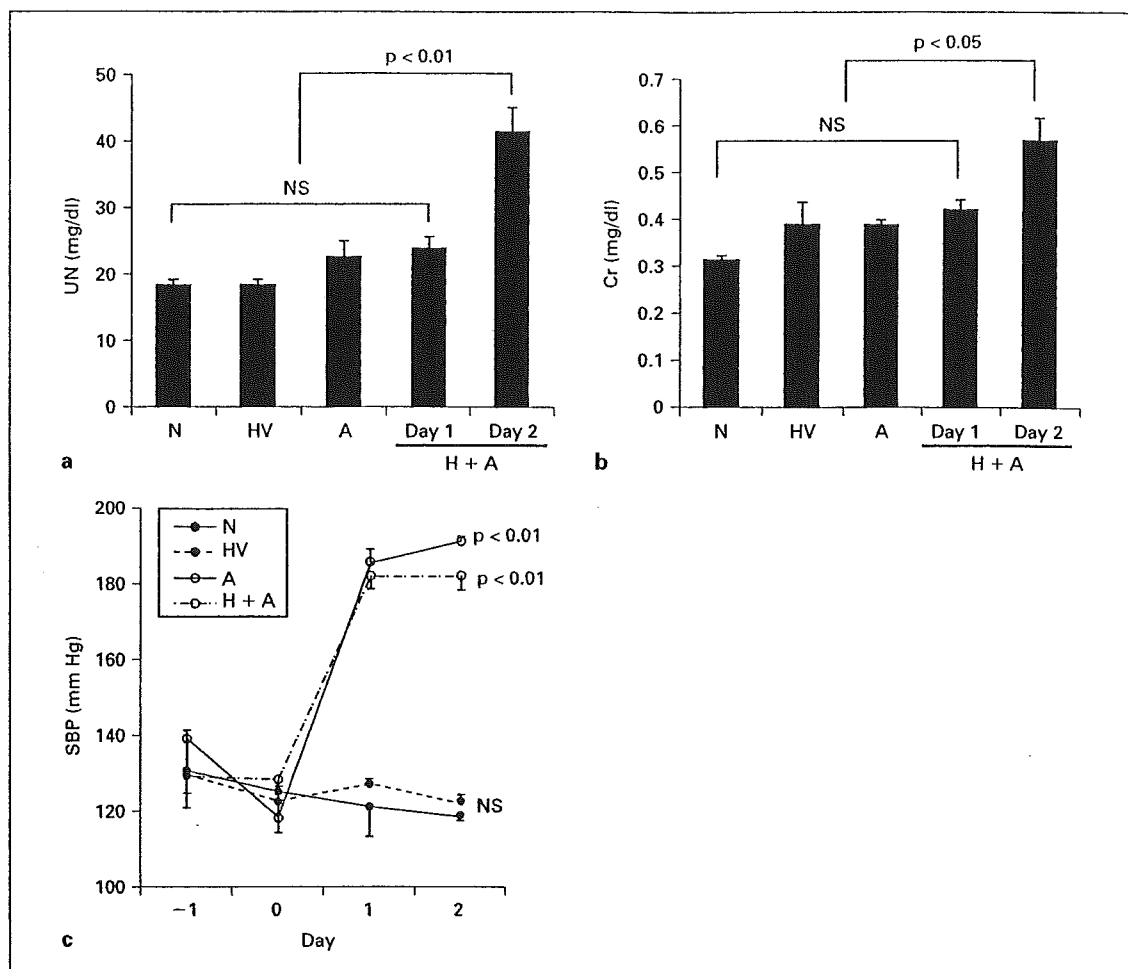 p < 0.01
50
40
30
20
10
0
UN (mg/dl)
NS
N HV A Day 1 Day 2
H + A
a
p < 0.05
0.7
0.6
0.5
0.4
0.3
0.2
0.1
0
Cr (mg/dl)
NS
N HV A Day 1 Day 2
H + A
b
200
180
160
140
120
100
SBP (mm Hg)
N
HV
A
H + A
p < 0.01
p < 0.01
NS
−1 0 1 2
Day
c